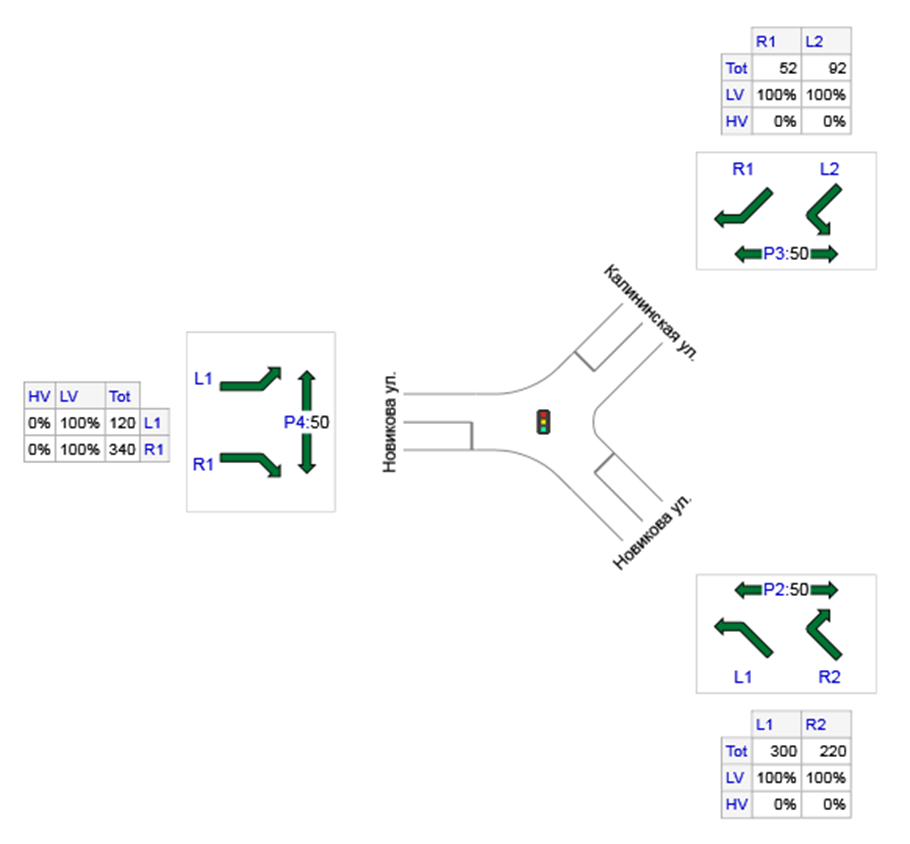 R1 L2
Tot 52 92
LV 100% 100%
HV 0% 0%
R1 L2
P3:50
Калининская ул.
HV LV Tot
0% 100% 120 L1
0% 100% 340 R1
L1
P4:50
R1
Новикова ул.
Новикова ул.
P2:50
L1 R2
L1 R2
Tot 300 220
LV 100% 100%
HV 0% 0%